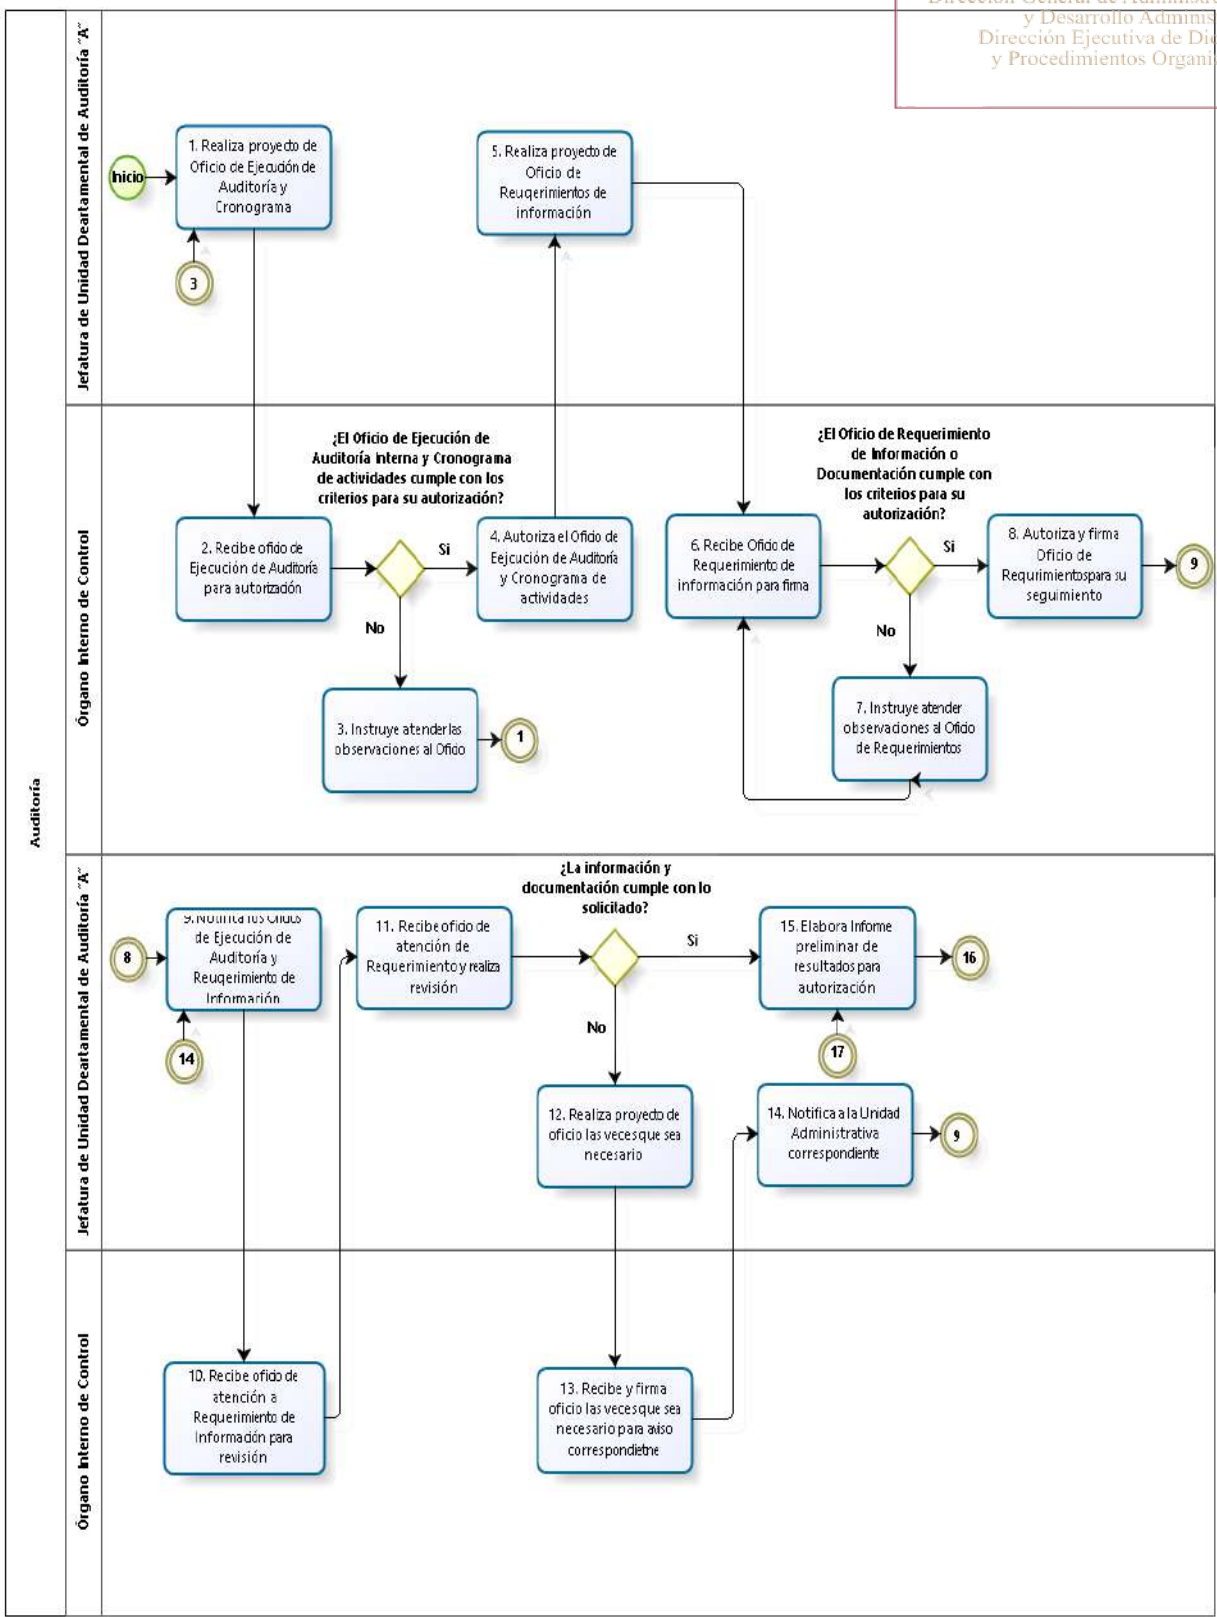 y Desarrollo Adminis
Dirección Ejecutiva de Di
y Procedimientos Organi
Auditoría
Jefatura de Unidad Deartamental de Auditoría “A”
Inicio
1. Realiza proyecto de
Oficio de Ejecución de
Auditoría y
Cronograma
3
5. Realiza proyecto de
Oficio de
Reuqerimientos de
información
Órgano Interno de Control
¿El Oficio de Ejecución de
Auditoría Interna y Cronograma
de actividades cumple con los
criterios para su autorización?
2. Recibe oficio de
Ejecución de Auditoría
para autorización
Si
No
4. Autoriza el Oficio de
Eejcución de Auditoría
y Cronograma de
actividades
3. Instruye atender las
observaciones al Oficio
1
¿El Oficio de Requerimiento
de Información o
Documentación cumple con
los criterios para su
autorización?
6. Recibe Oficio de
Requerimiento de
información para firma
Si
No
8. Autoriza y firma
Oficio de
Requrimientospara su
seguimiento
9
7. Instruye atender
observaciones al Oficio
de Requerimientos
Jefatura de Unidad Deartamental de Auditoría “A”
8
9. Notifica los Oficios
de Ejecución de
Auditoría y
Reuqerimiento de
Información
14
11. Recibe oficio de
atención de
Requerimiento y realiza
revisión
¿La información y
documentación cumple con lo
solicitado?
Si
No
15. Elabora Informe
preliminar de
resultados para
autorización
16
17
12. Realiza proyecto de
oficio las veces que sea
necesario
14. Notifica a la Unidad
Administrativa
correspondiente
9
Órgano Interno de Control
10. Recibe oficio de
atención a
Requerimiento de
Información para
revisión
13. Recibe y firma
oficio las veces que sea
necesario para aviso
correspondietne